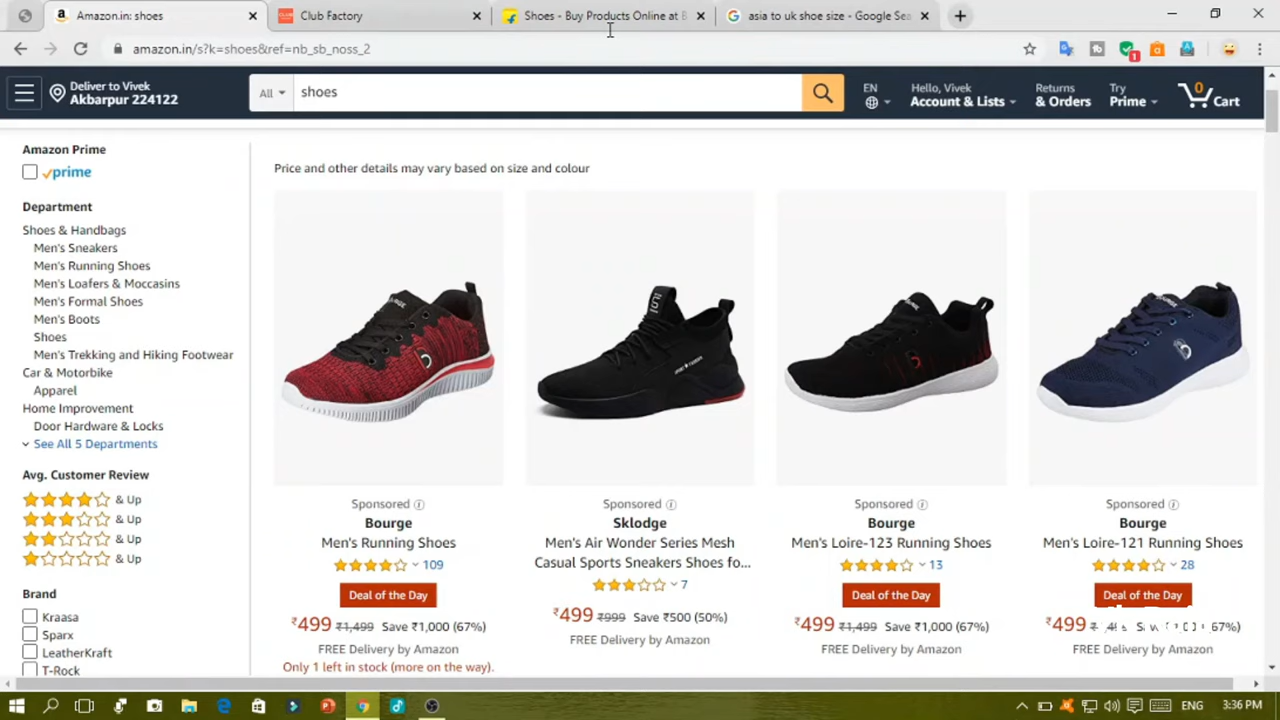 Amazon.in: shoes
Club Factory
Shoes - Buy Products Online at B
asia to uk shoe size - Google Sea
amazon.in/s?k=shoes&ref=nb_sb_noss_2
1
Deliver to Vivek
Akbarpur 224122
All
shoes
EN
Hello, Vivek
Account & Lists
Returns
& Orders
Try
Prime
0
Cart
Amazon Prime
prime
Department
Shoes & Handbags
Men's Sneakers
Men's Running Shoes
Men's Loafers & Moccasins
Men's Formal Shoes
Men's Boots
Shoes
Men's Trekking and Hiking Footwear
Car & Motorbike
Apparel
Home Improvement
Door Hardware & Locks
See All 5 Departments
Avg. Customer Review
& Up
& Up
& Up
& Up
Brand
Kraasa
Sparx
LeatherKraft
T-Rock
Price and other details may vary based on size and colour
Sponsored
Bourge
Men's Running Shoes
109
Deal of the Day
₹499 ₹1,499 Save ₹1,000 (67%)
FREE Delivery by Amazon
Only 1 left in stock (more on the way).
Sponsored
Sklodge
Men's Air Wonder Series Mesh
Casual Sports Sneakers Shoes fo...
7
₹499 ₹999 Save ₹500 (50%)
FREE Delivery by Amazon
Sponsored
Bourge
Men's Loire-123 Running Shoes
13
Deal of the Day
₹499 ₹1,499 Save ₹1,000 (67%)
FREE Delivery by Amazon
Sponsored
Bourge
Men's Loire-121 Running Shoes
28
Deal of the Day
₹499
FREE Delivery by Amazon
ENG
3:36 PM